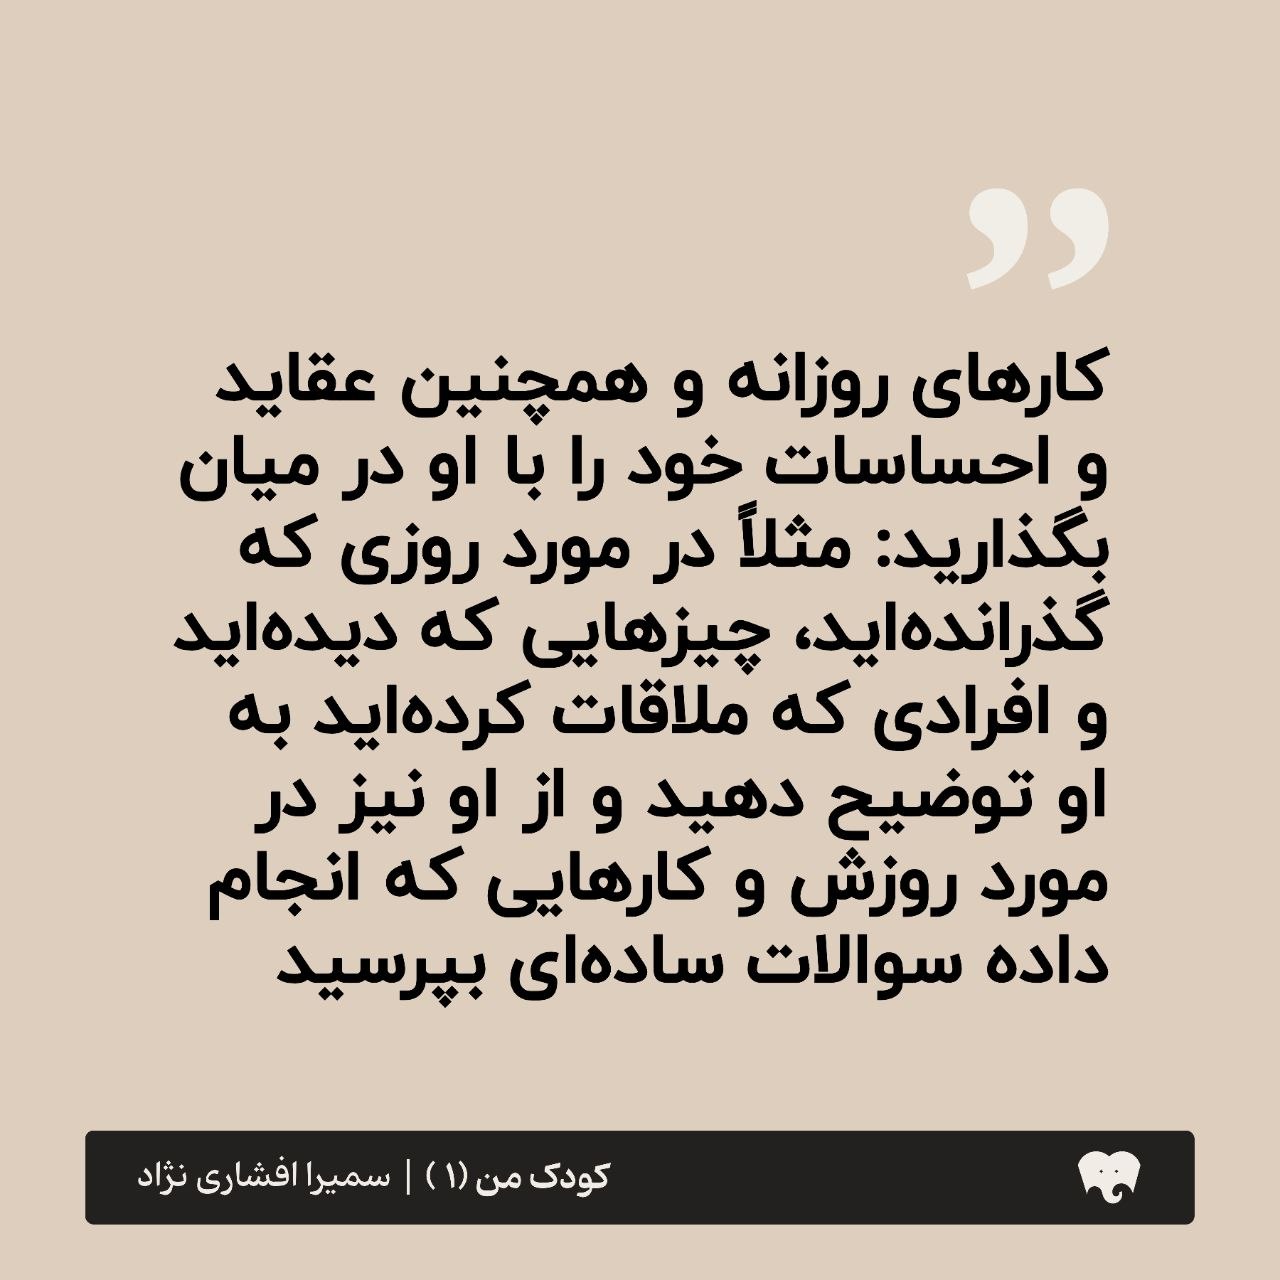 ”
کارهای روزانه و همچنین عقاید
و احساسات خود را با او در میان
بگذارید: مثلاً در مورد روزی که
گذرانده‌اید، چیزهایی که دیده‌اید
و افرادی که ملاقات کرده‌اید به
او توضیح دهید و از او نیز در
مورد روزش و کارهایی که انجام
داده سوالات ساده‌ای بپرسید
کودک من (۱) | سمیرا افشاری نژاد